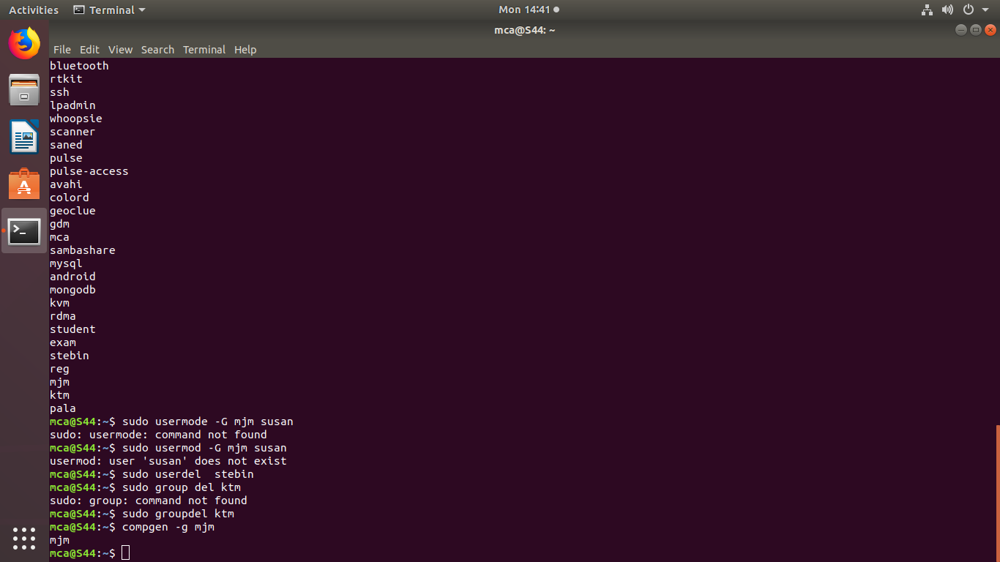 Activities Terminal Mon 14:41
mca@S44: ~
File Edit View Search Terminal Help
bluetooth
rtkit
ssh
lpadmin
whoopsie
scanner
saned
pulse
pulse-access
avahi
colord
geoclue
gdm
mca
sambashare
mysql
android
mongodb
kvm
rdma
student
exam
stebin
reg
mjm
ktm
pala
mca@S44:~$ sudo usermode -G mjm susan
sudo: usermode: command not found
mca@S44:~$ sudo usermod -G mjm susan
usermod: user 'susan' does not exist
mca@S44:~$ sudo userdel  stebin
mca@S44:~$ sudo group del ktm
sudo: group: command not found
mca@S44:~$ sudo groupdel ktm
mca@S44:~$ compgen -g mjm
mjm
mca@S44:~$